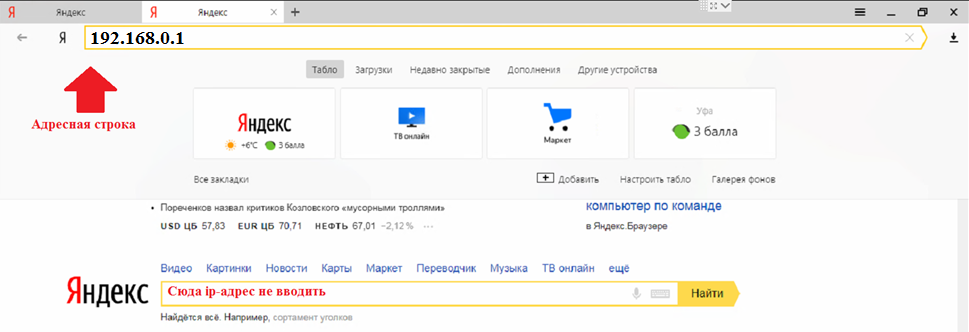 Яндекс
Яндекс
192.168.0.1
Адресная строка
Табло Загрузки Недавно закрытые Дополнения Другие устройства
Яндекс
+6°C 3 балла
ТВ онлайн
Маркет
Уфа
3 балла
Все закладки
Добавить Настроить табло Галерея фонов
Пореченков назвал критиков Козловского «мусорными троллями»
USD ЦБ 57,83 EUR ЦБ 70,71 НЕФТЬ 67,01 −2,12% ···
компьютер по команде
в Яндекс.Браузере
Видео Картинки Новости Карты Маркет Переводчик Музыка ТВ онлайн ещё
Яндекс
Сюда ip-адрес не вводить
Найти
Найдётся всё. Например, сортамент уголков